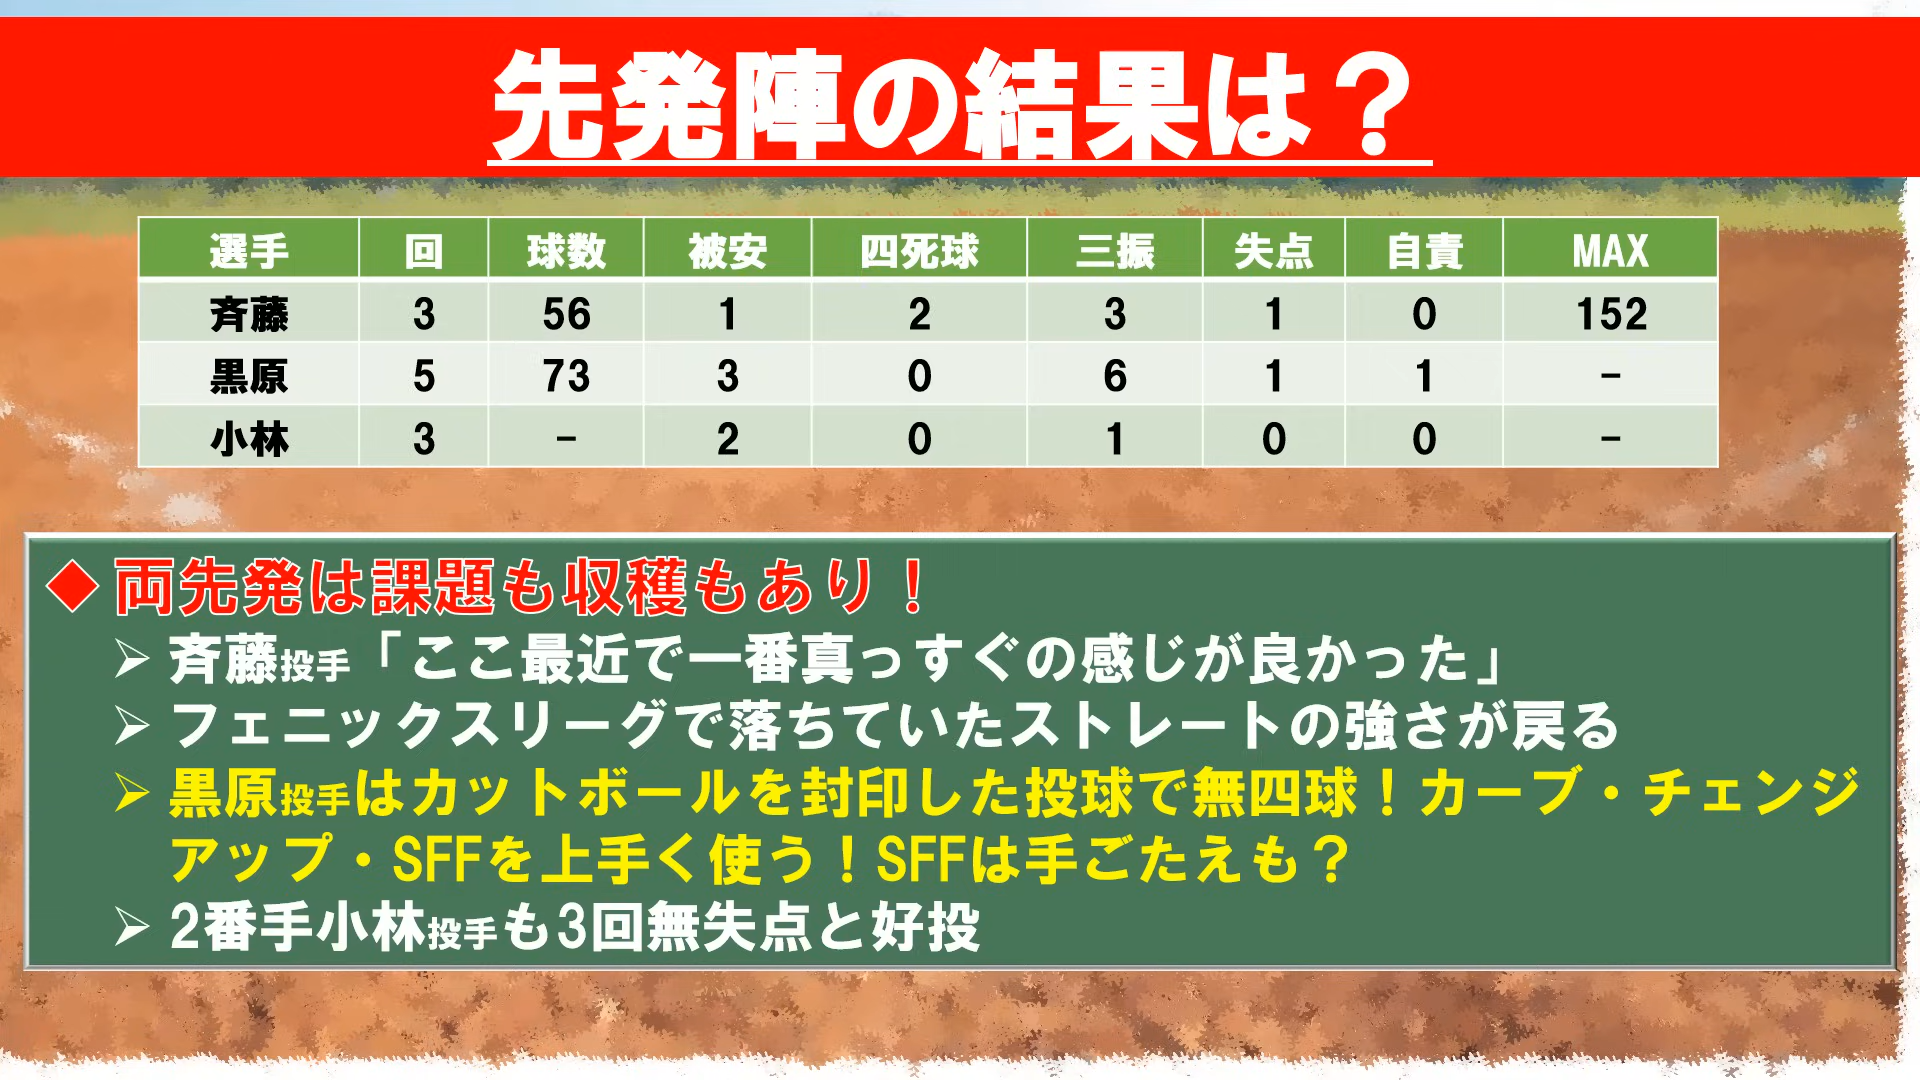 先発陣の結果は？
選手 回 球数 被安 四死球 三振 失点 自責 MAX
斉藤 3 56 1 2 3 1 0 152
黒原 5 73 3 0 6 1 1 -
小林 3 - 2 0 1 0 0 -
◆両先発は課題も収穫もあり！
➢ 斉藤投手「ここ最近で一番真っすぐの感じが良かった」
➢ フェニックスリーグで落ちていたストレートの強さが戻る
➢ 黒原投手はカットボールを封印した投球で無四球！カーブ・チェンジ
アップ・SFFを上手く使う！SFFは手ごたえも？
➢ 2番手小林投手も3回無失点と好投